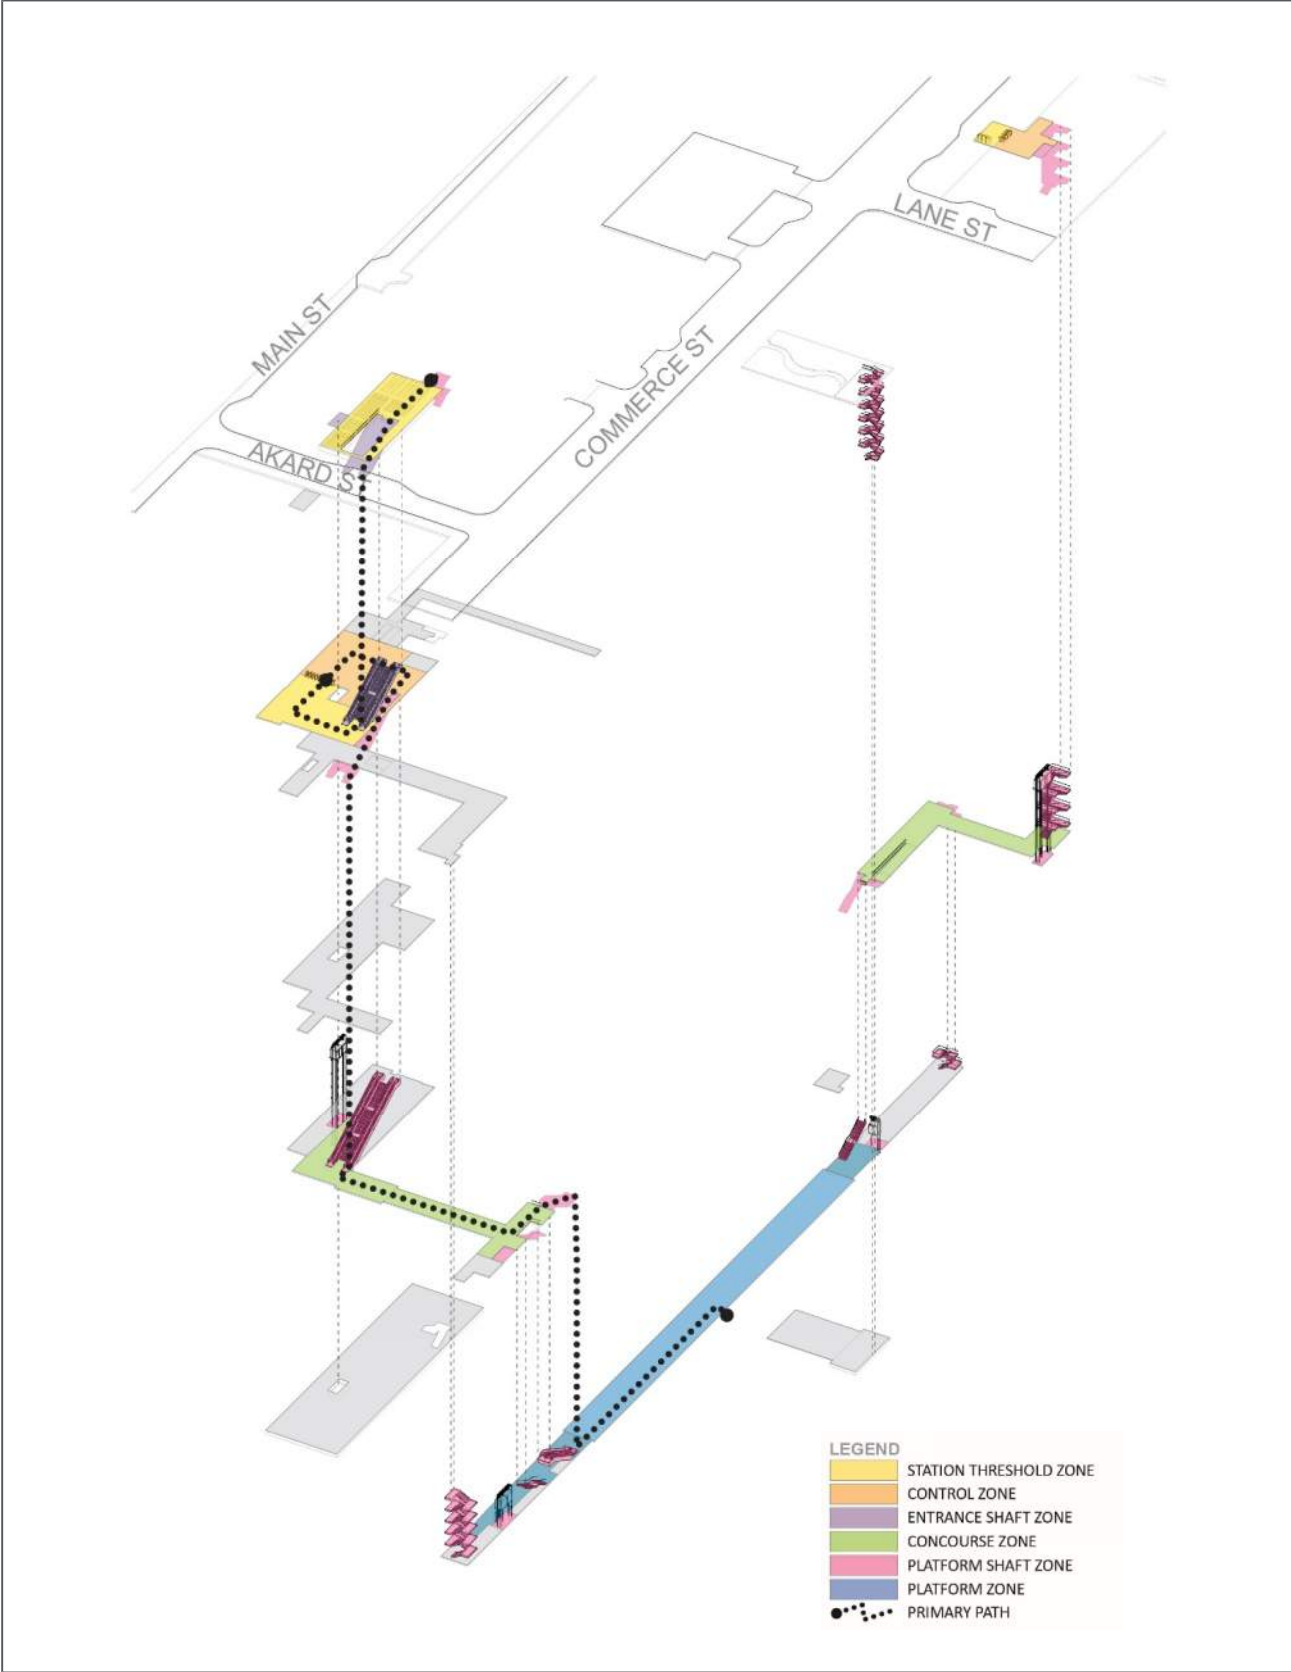 LANE ST
MAIN ST
COMMERCE ST
AKARD ST
LEGEND
STATION THRESHOLD ZONE
CONTROL ZONE
ENTRANCE SHAFT ZONE
CONCOURSE ZONE
PLATFORM SHAFT ZONE
PLATFORM ZONE
PRIMARY PATH